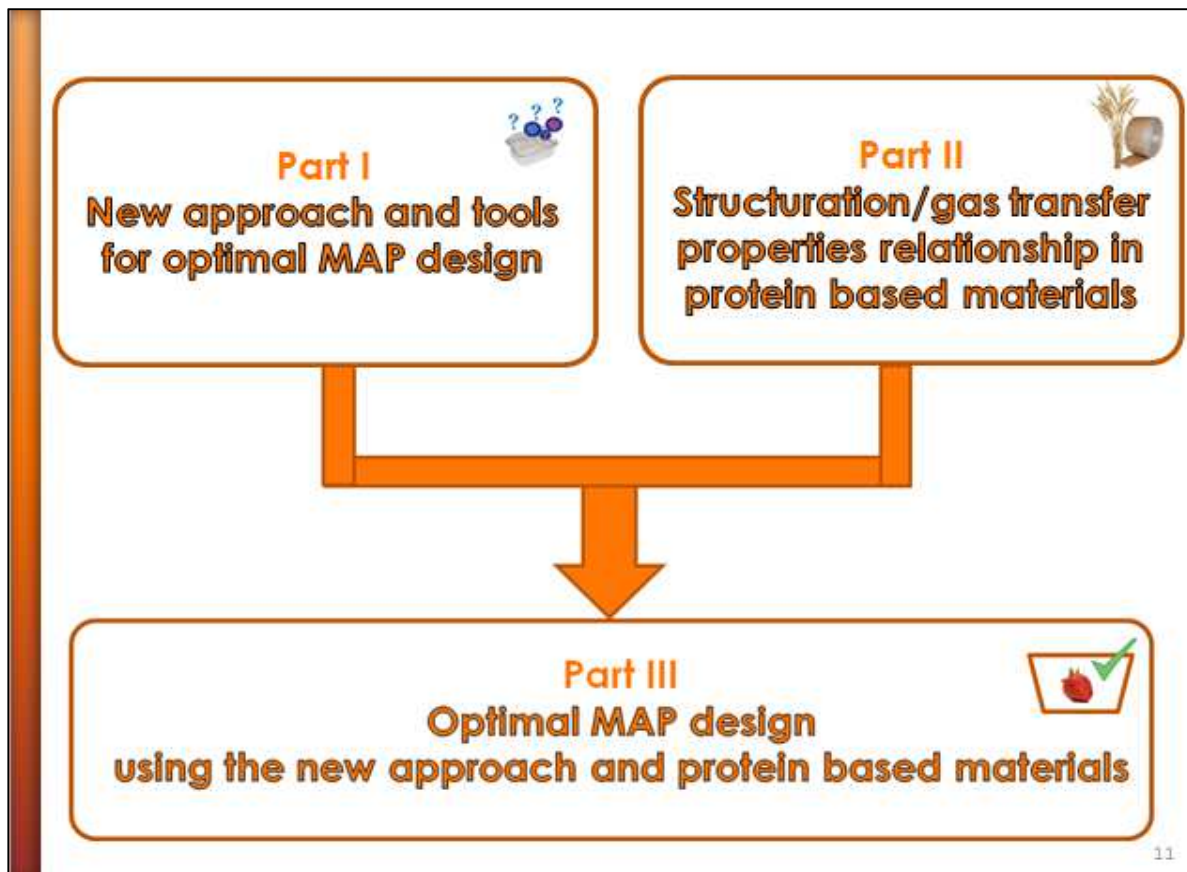 ? ? ?
Part I
New approach and tools
for optimal MAP design
Part II
Structuration/gas transfer
properties relationship in
protein based materials
Part III
Optimal MAP design
using the new approach and protein based materials
11